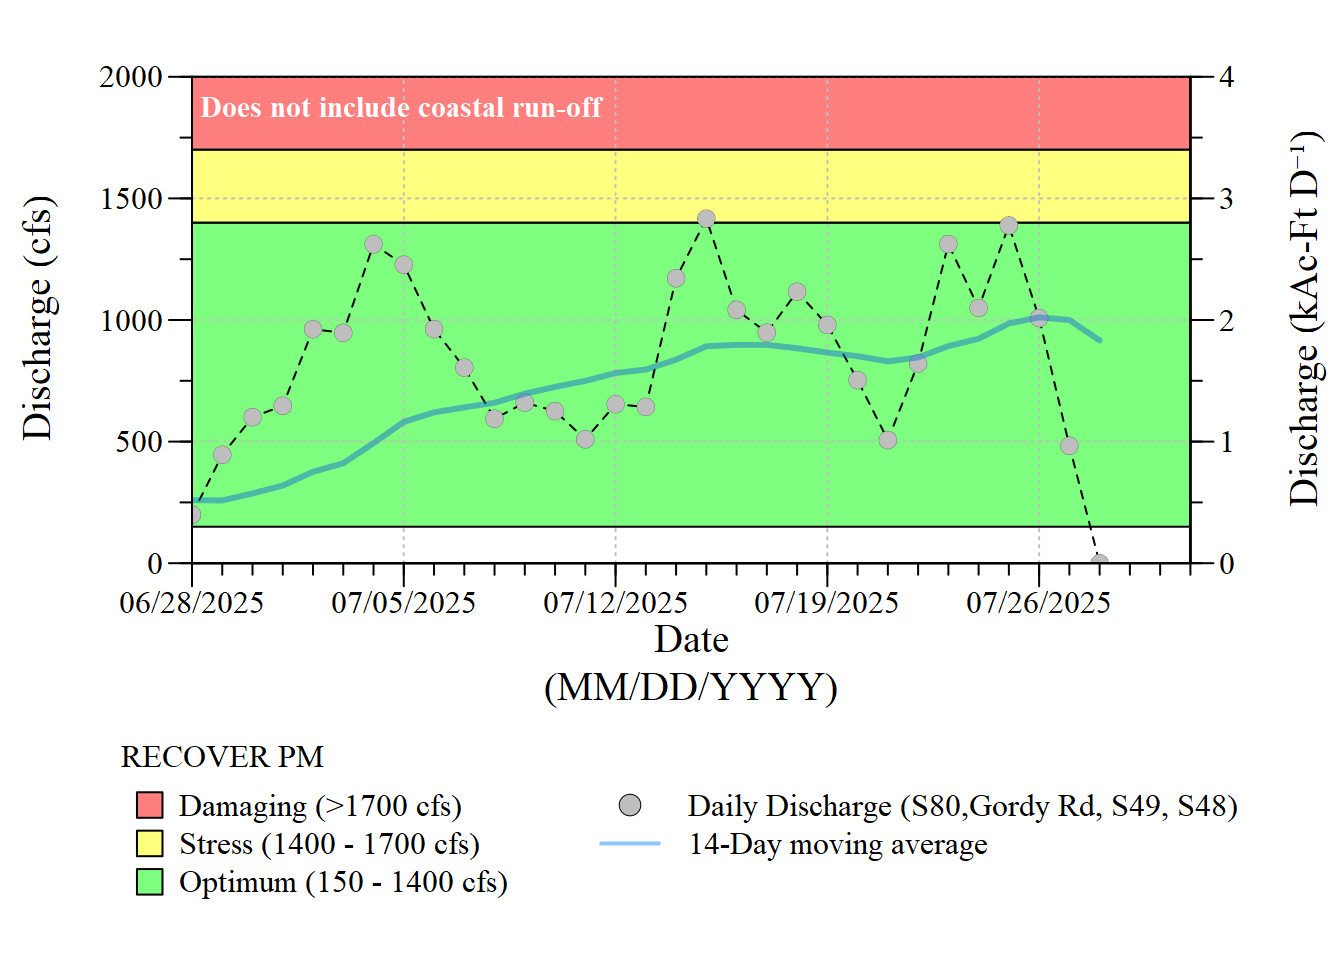 2000
1500
1000
500
0
Discharge (cfs)
Does not include coastal run-off
4
3
2
1
0
Discharge (kAc-Ft D⁻¹)
06/28/2025 07/05/2025 07/12/2025 07/19/2025 07/26/2025
Date
(MM/DD/YYYY)
RECOVER PM
Damaging (>1700 cfs)
Stress (1400 - 1700 cfs)
Optimum (150 - 1400 cfs)
Daily Discharge (S80,Gordy Rd, S49, S48)
14-Day moving average